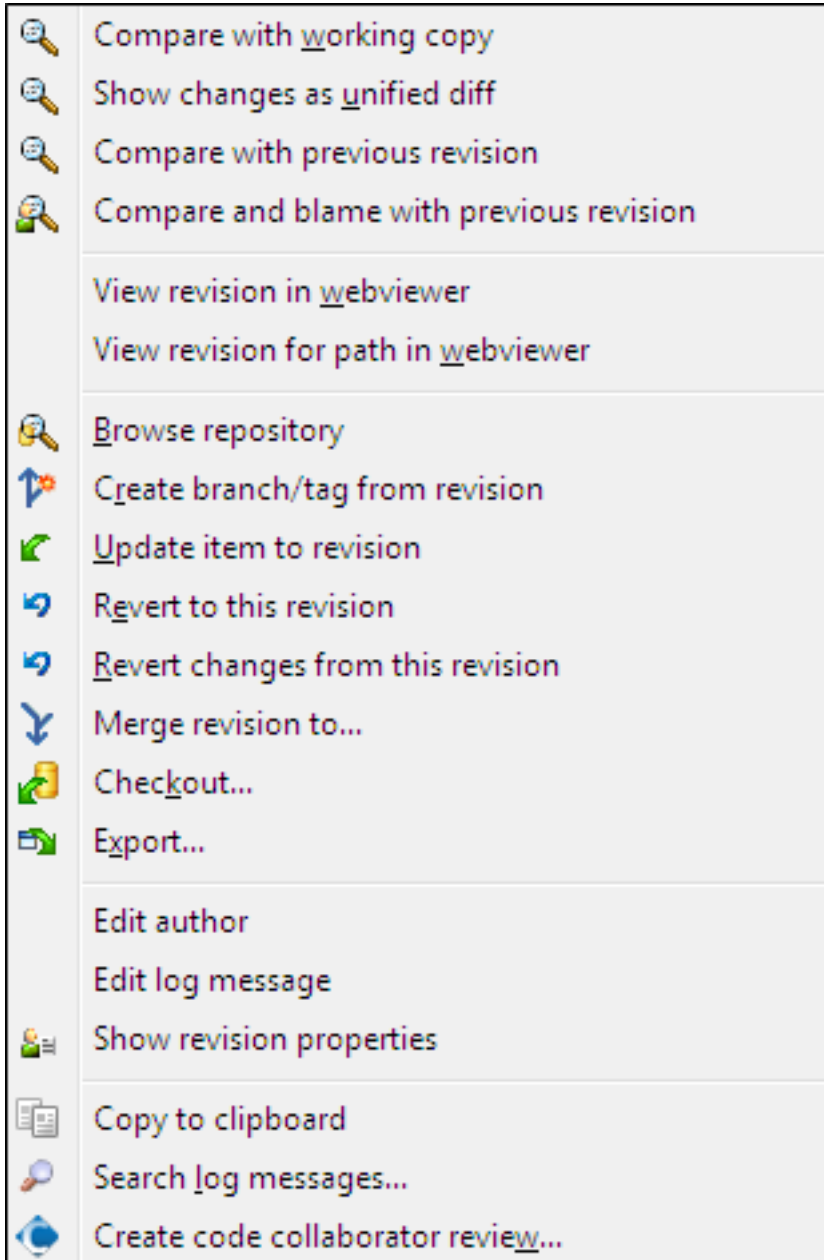 Compare with working copy
Show changes as unified diff
Compare with previous revision
Compare and blame with previous revision
View revision in webviewer
View revision for path in webviewer
Browse repository
Create branch/tag from revision
Update item to revision
Revert to this revision
Revert changes from this revision
Merge revision to...
Checkout...
Export...
Edit author
Edit log message
Show revision properties
Copy to clipboard
Search log messages...
Create code collaborator review...